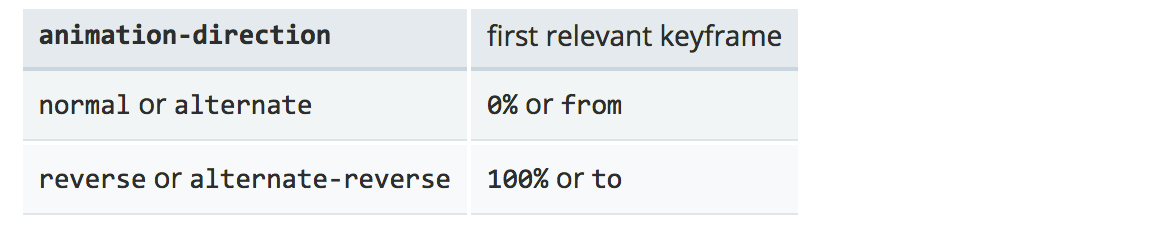 animation-direction first relevant keyframe
normal or alternate 0% or from
reverse or alternate-reverse 100% or to